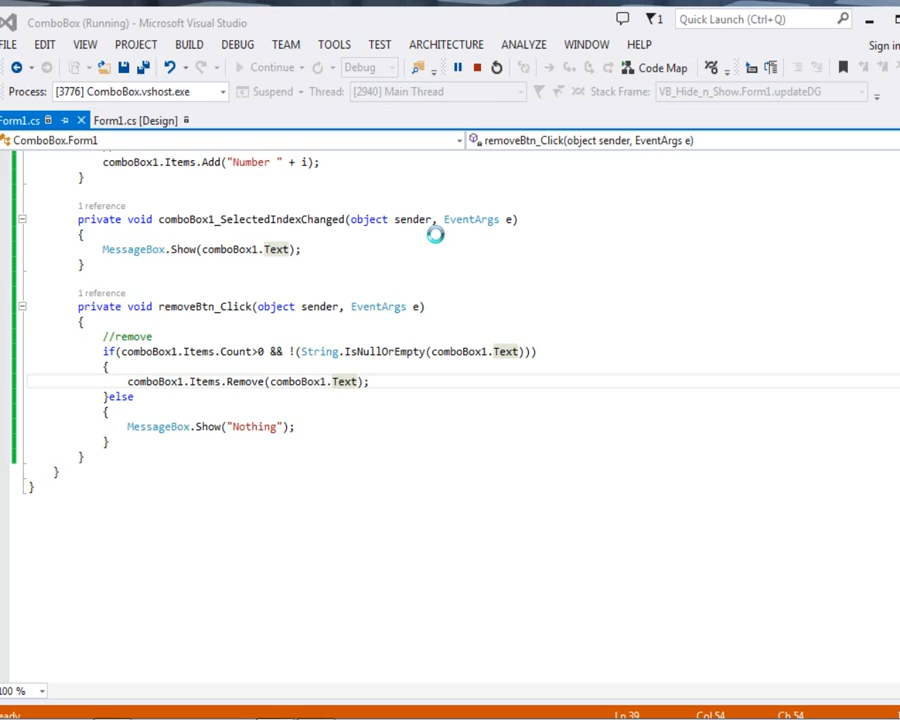 ComboBox (Running) - Microsoft Visual Studio
1
Quick Launch (Ctrl+Q)
FILE EDIT VIEW PROJECT BUILD DEBUG TEAM TOOLS TEST ARCHITECTURE ANALYZE WINDOW HELP
Sign in
Continue Debug Code Map
Process: [3776] ComboBox.vshost.exe Suspend Thread: [2940] Main Thread Stack Frame: VB_Hide_n_Show.Form1.updateDG
Form1.cs Form1.cs [Design]
ComboBox.Form1 removeBtn_Click(object sender, EventArgs e)
comboBox1.Items.Add("Number " + i);
}
1 reference
private void comboBox1_SelectedIndexChanged(object sender, EventArgs e)
{
MessageBox.Show(comboBox1.Text);
}
1 reference
private void removeBtn_Click(object sender, EventArgs e)
{
//remove
if(comboBox1.Items.Count>0 && !(String.IsNullOrEmpty(comboBox1.Text)))
{
comboBox1.Items.Remove(comboBox1.Text);
}else
{
MessageBox.Show("Nothing");
}
}
}
}
100 %
Ln 39 Col 54 Ch 54